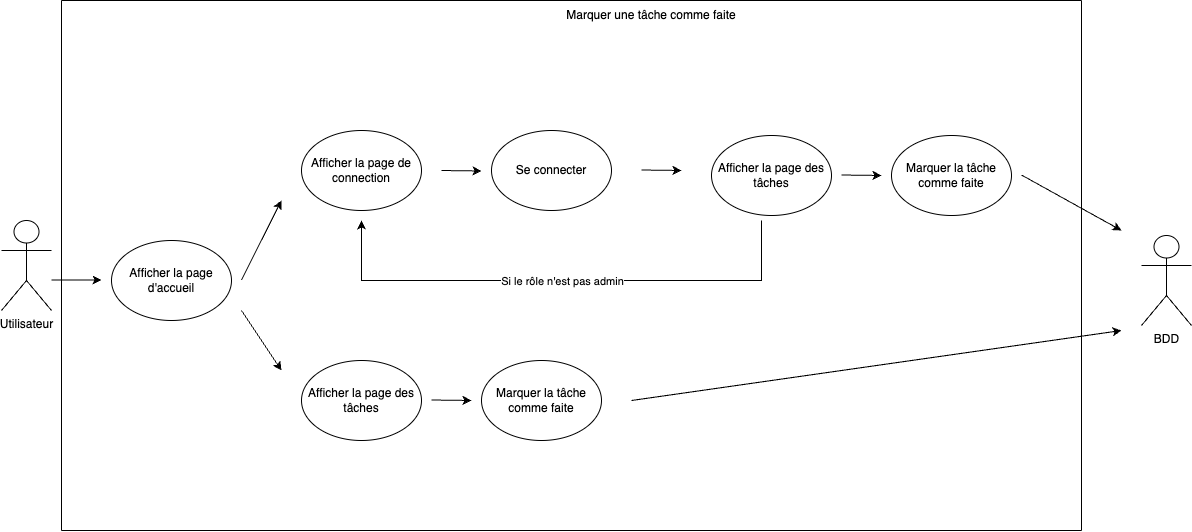 Marquer une tâche comme faite
Afficher la page de
connection
Se connecter
Afficher la page des
tâches
Marquer la tâche
comme faite
Afficher la page
d'accueil
Si le rôle n'est pas admin
Utilisateur
BDD
Afficher la page des
tâches
Marquer la tâche
comme faite